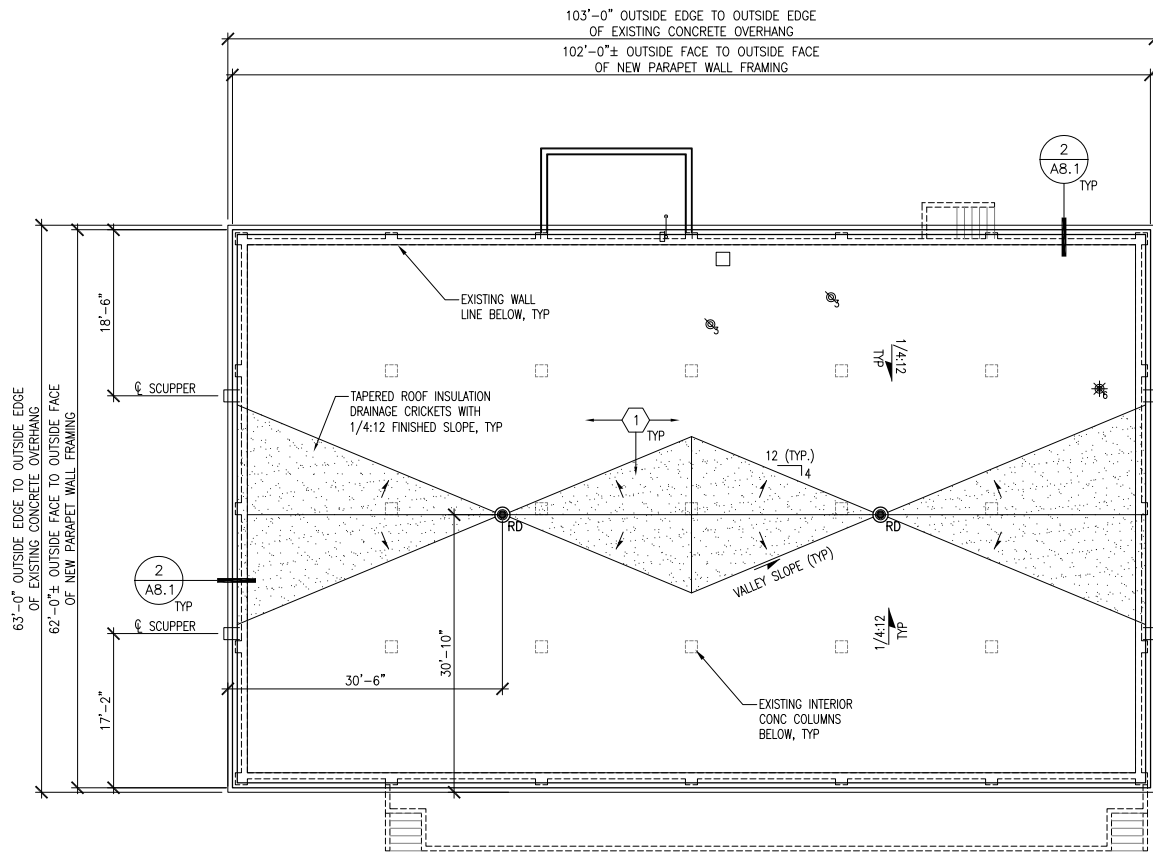 103'-0" OUTSIDE EDGE TO OUTSIDE EDGE
OF EXISTING CONCRETE OVERHANG
102'-0"± OUTSIDE FACE TO OUTSIDE FACE
OF NEW PARAPET WALL FRAMING
2
A8.1
TYP
63'-0" OUTSIDE EDGE TO OUTSIDE EDGE
OF EXISTING CONCRETE OVERHANG
62'-0"± OUTSIDE FACE TO OUTSIDE FACE
OF NEW PARAPET WALL FRAMING
18'-6"
EXISTING WALL
LINE BELOW, TYP
3
3
1/4:12
TYP
6
℄ SCUPPER
TAPERED ROOF INSULATION
DRAINAGE CRICKETS WITH
1/4:12 FINISHED SLOPE, TYP
1
TYP
12 (TYP.)
4
RD
RD
VALLEY SLOPE (TYP)
2
A8.1
TYP
℄ SCUPPER
1/4:12
TYP
30'-10"
30'-6"
17'-2"
EXISTING INTERIOR
CONC COLUMNS
BELOW, TYP